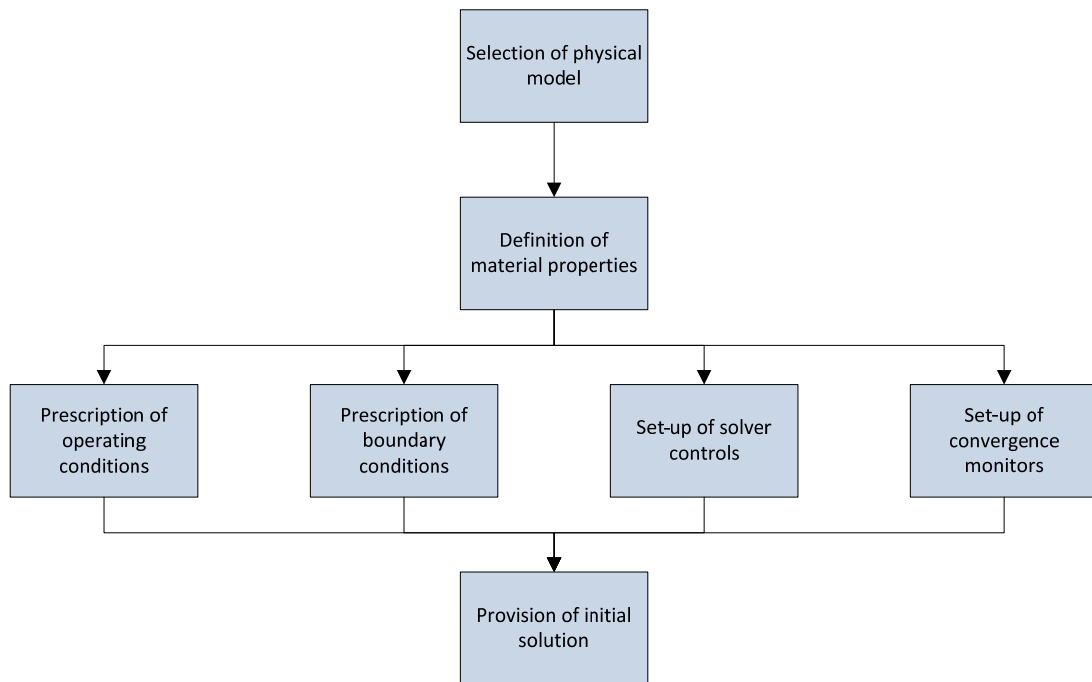 Selection of physical
model
Definition of
material properties
Prescription of
operating
conditions
Prescription of
boundary
conditions
Set-up of solver
controls
Set-up of
convergence
monitors
Provision of initial
solution